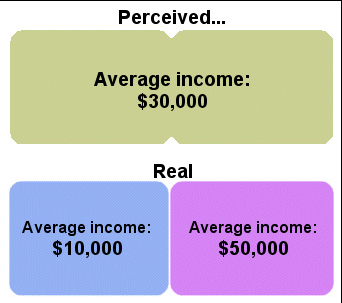 Perceived...
Average income:
$30,000
Real
Average income:
$10,000
Average income:
$50,000